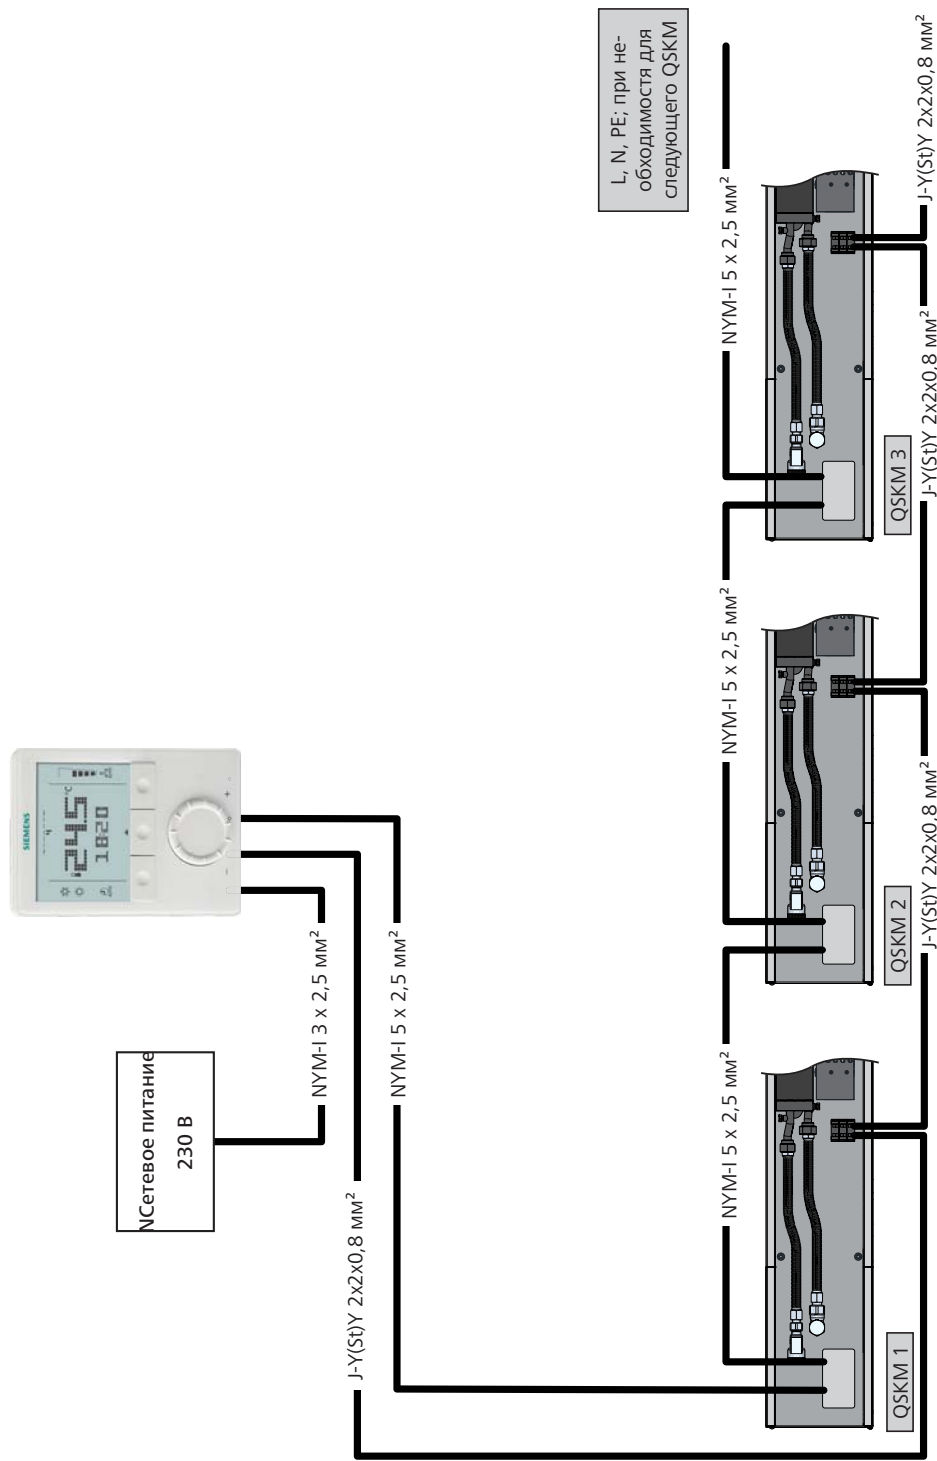 SIEMENS
24.5 °C
18:20
NСетевое питание
230 В
NYM-I 3 x 2,5 мм²
J-Y(St)Y 2x2x0,8 мм²
NYM-I 5 x 2,5 мм²
NYM-I 5 x 2,5 мм²
NYM-I 5 x 2,5 мм²
NYM-I 5 x 2,5 мм²
L, N, PE; при не-
обходимостя для
следующего QSKM
QSKM 1
QSKM 2
QSKM 3
J-Y(St)Y 2x2x0,8 мм²
J-Y(St)Y 2x2x0,8 мм²
J-Y(St)Y 2x2x0,8 мм²